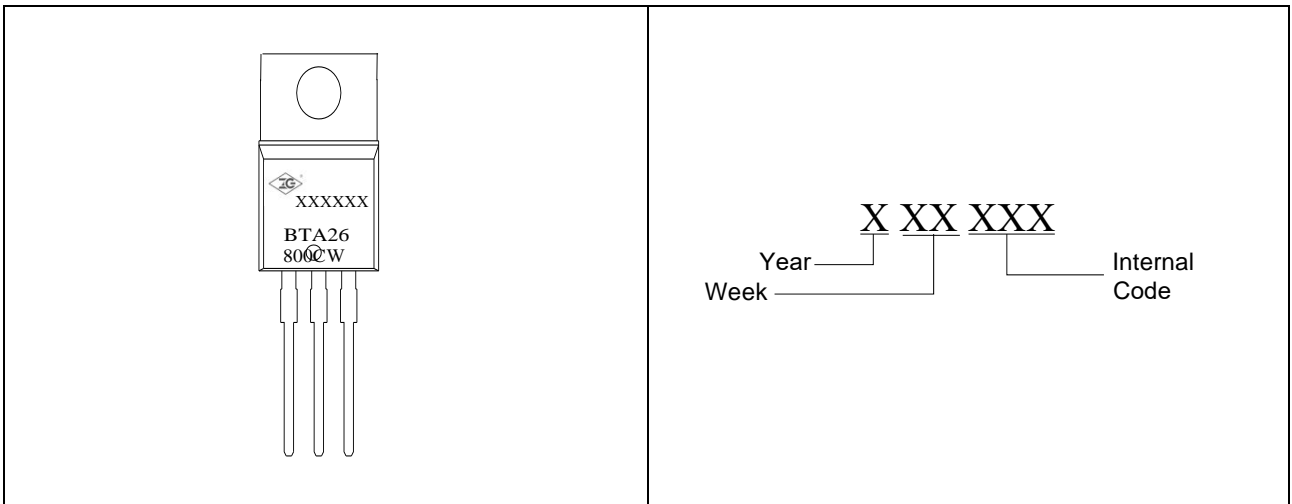 XXXXXX
BTA26
800CW
X XX XXX
Year
Week
Internal
Code